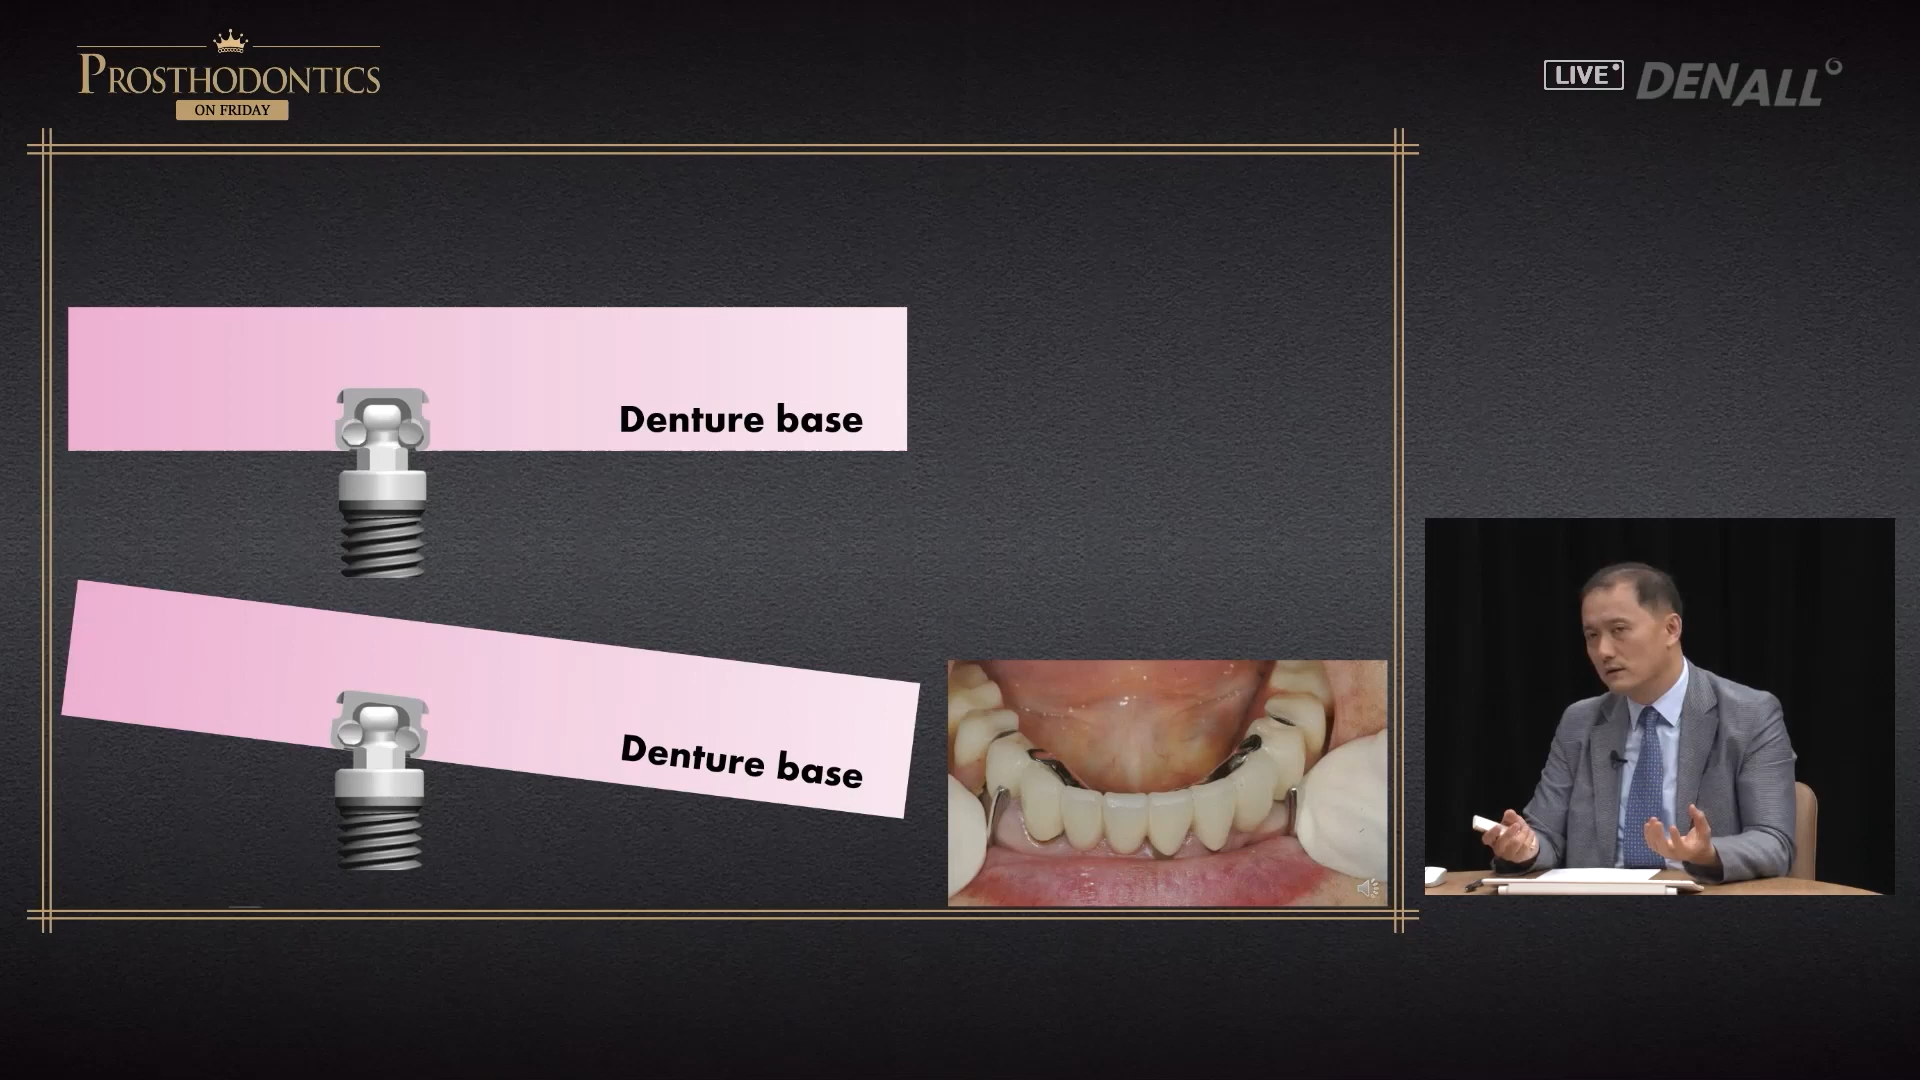 PROSTHODONTICS
ON FRIDAY
LIVE
DENALL
Denture base
Denture base